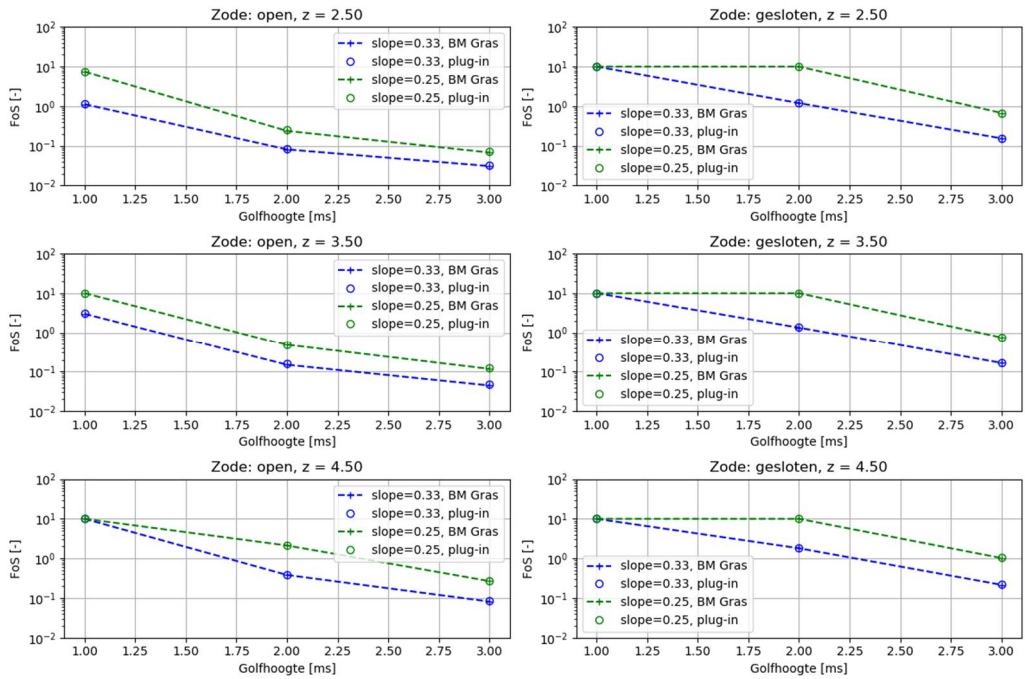 Zode: open, z = 2.50
FoS [-]
10²
10¹
10⁰
10⁻¹
10⁻²
slope=0.33, BM Gras
slope=0.33, plug-in
slope=0.25, BM Gras
slope=0.25, plug-in
1.00 1.25 1.50 1.75 2.00 2.25 2.50 2.75 3.00
Golfhoogte [ms]
Zode: gesloten, z = 2.50
FoS [-]
10²
10¹
10⁰
10⁻¹
10⁻²
slope=0.33, BM Gras
slope=0.33, plug-in
slope=0.25, BM Gras
slope=0.25, plug-in
1.00 1.25 1.50 1.75 2.00 2.25 2.50 2.75 3.00
Golfhoogte [ms]
Zode: open, z = 3.50
FoS [-]
10²
10¹
10⁰
10⁻¹
10⁻²
slope=0.33, BM Gras
slope=0.33, plug-in
slope=0.25, BM Gras
slope=0.25, plug-in
1.00 1.25 1.50 1.75 2.00 2.25 2.50 2.75 3.00
Golfhoogte [ms]
Zode: gesloten, z = 3.50
FoS [-]
10²
10¹
10⁰
10⁻¹
10⁻²
slope=0.33, BM Gras
slope=0.33, plug-in
slope=0.25, BM Gras
slope=0.25, plug-in
1.00 1.25 1.50 1.75 2.00 2.25 2.50 2.75 3.00
Golfhoogte [ms]
Zode: open, z = 4.50
FoS [-]
10²
10¹
10⁰
10⁻¹
10⁻²
slope=0.33, BM Gras
slope=0.33, plug-in
slope=0.25, BM Gras
slope=0.25, plug-in
1.00 1.25 1.50 1.75 2.00 2.25 2.50 2.75 3.00
Golfhoogte [ms]
Zode: gesloten, z = 4.50
FoS [-]
10²
10¹
10⁰
10⁻¹
10⁻²
slope=0.33, BM Gras
slope=0.33, plug-in
slope=0.25, BM Gras
slope=0.25, plug-in
1.00 1.25 1.50 1.75 2.00 2.25 2.50 2.75 3.00
Golfhoogte [ms]